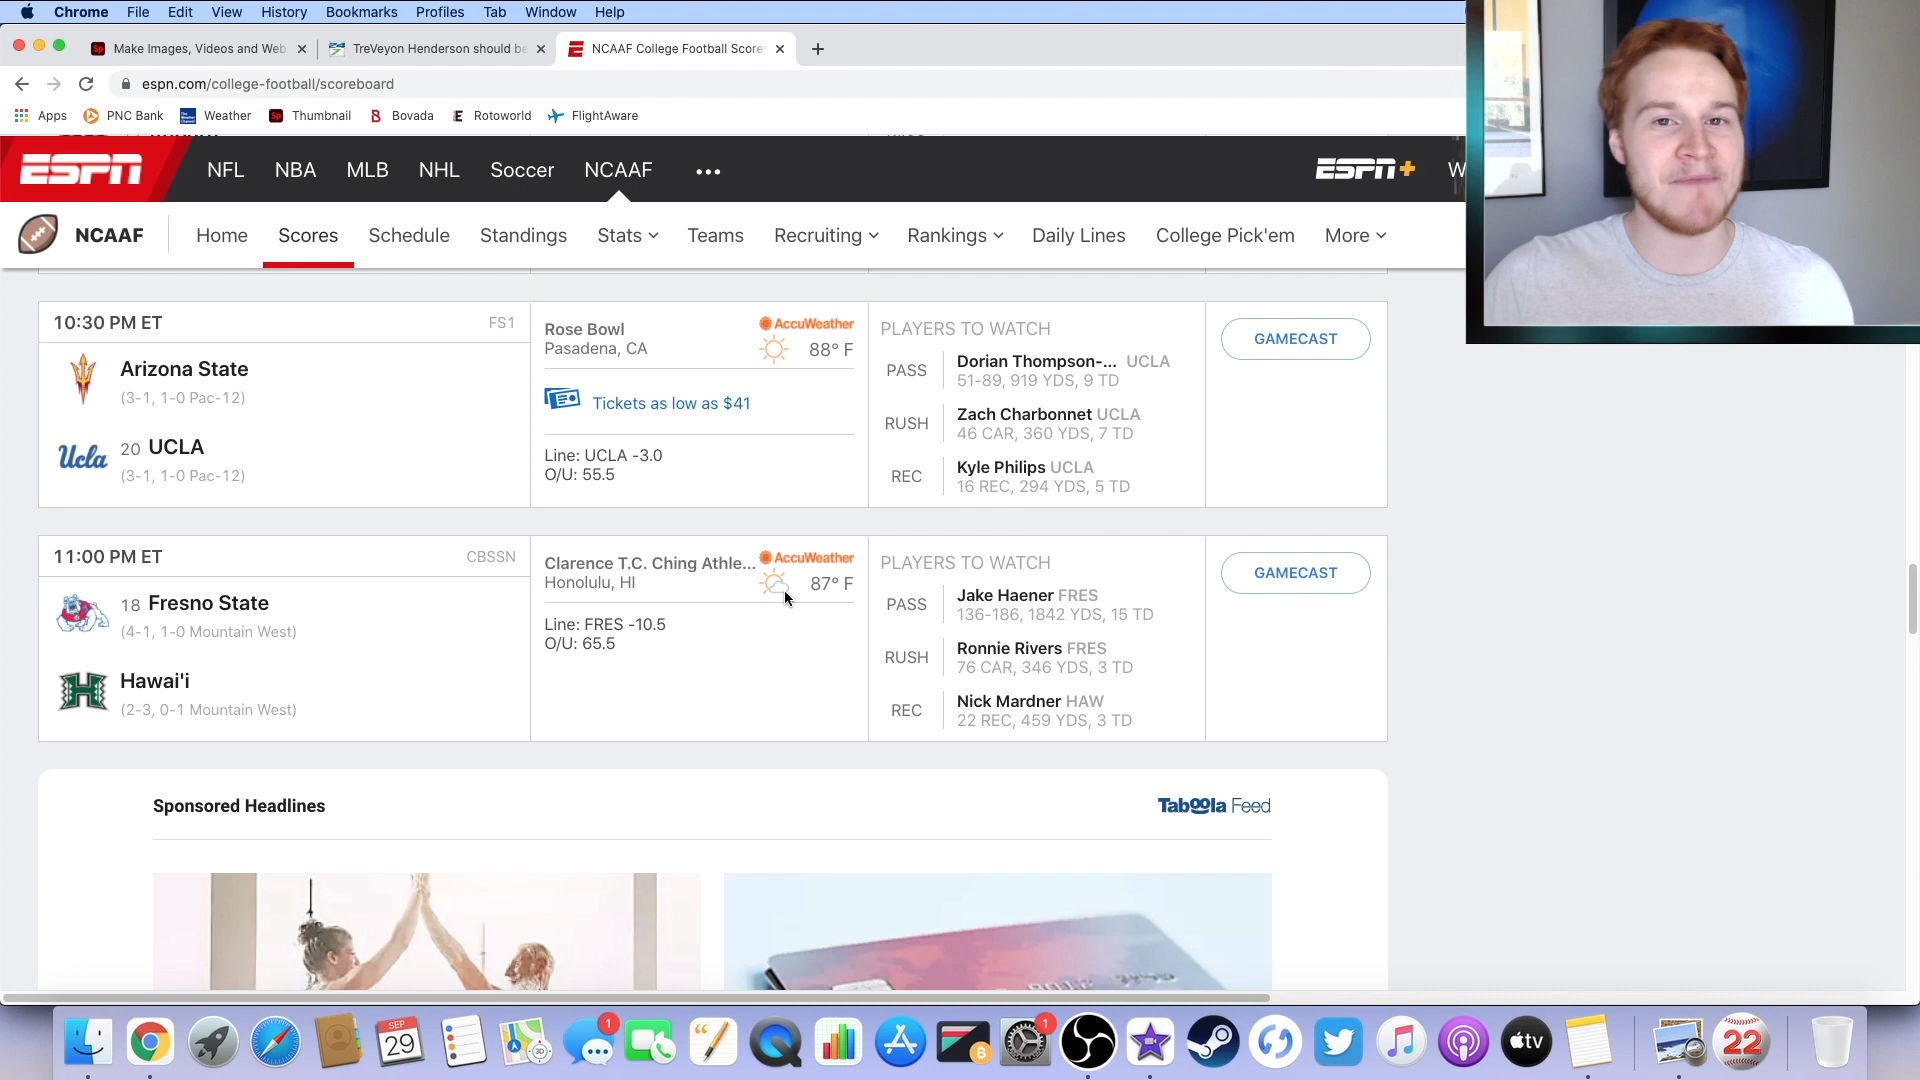 Chrome File Edit View History Bookmarks Profiles Tab Window Help
Make Images, Videos and Web
TreVeyon Henderson should be
NCAAF College Football Scores
espn.com/college-football/scoreboard
Apps PNC Bank Weather Thumbnail Bovada Rotoworld FlightAware
ESPN NFL NBA MLB NHL Soccer NCAAF ESPN+ W
NCAAF Home Scores Schedule Standings Stats Teams Recruiting Rankings Daily Lines College Pick'em More
10:30 PM ET FS1
Arizona State
(3-1, 1-0 Pac-12)
Ucla 20 UCLA
(3-1, 1-0 Pac-12)
Rose Bowl AccuWeather
Pasadena, CA 88° F
Tickets as low as $41
Line: UCLA -3.0
O/U: 55.5
PLAYERS TO WATCH
PASS Dorian Thompson-... UCLA
51-89, 919 YDS, 9 TD
RUSH Zach Charbonnet UCLA
46 CAR, 360 YDS, 7 TD
REC Kyle Philips UCLA
16 REC, 294 YDS, 5 TD
GAMECAST
11:00 PM ET CBSSN
18 Fresno State
(4-1, 1-0 Mountain West)
H Hawai'i
(2-3, 0-1 Mountain West)
Clarence T.C. Ching Athle... AccuWeather
Honolulu, HI 87° F
Line: FRES -10.5
O/U: 65.5
PLAYERS TO WATCH
PASS Jake Haener FRES
136-186, 1842 YDS, 15 TD
RUSH Ronnie Rivers FRES
76 CAR, 346 YDS, 3 TD
REC Nick Mardner HAW
22 REC, 459 YDS, 3 TD
GAMECAST
Sponsored Headlines Taboola Feed
SEP
29
3D
1
1
tv
22